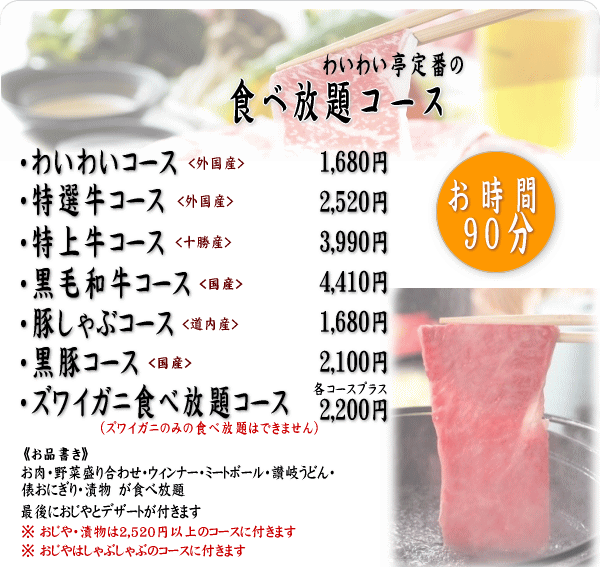 わいわい亭定番の
食べ放題コース
・わいわいコース <外国産> 1,680円
・特選牛コース <外国産> 2,520円
・特上牛コース <十勝産> 3,990円
・黒毛和牛コース <国産> 4,410円
・豚しゃぶコース <道内産> 1,680円
・黒豚コース <国産> 2,100円
・ズワイガニ食べ放題コース 各コースプラス 2,200円
(ズワイガニのみの食べ放題はできません)
お時間
90分
《お品書き》
お肉・野菜盛り合わせ・ウィンナー・ミートボール・讃岐うどん・
俵おにぎり・漬物 が食べ放題
最後におじやとデザートが付きます
※ おじや・漬物は2,520円以上のコースに付きます
※ おじやはしゃぶしゃぶのコースに付きます